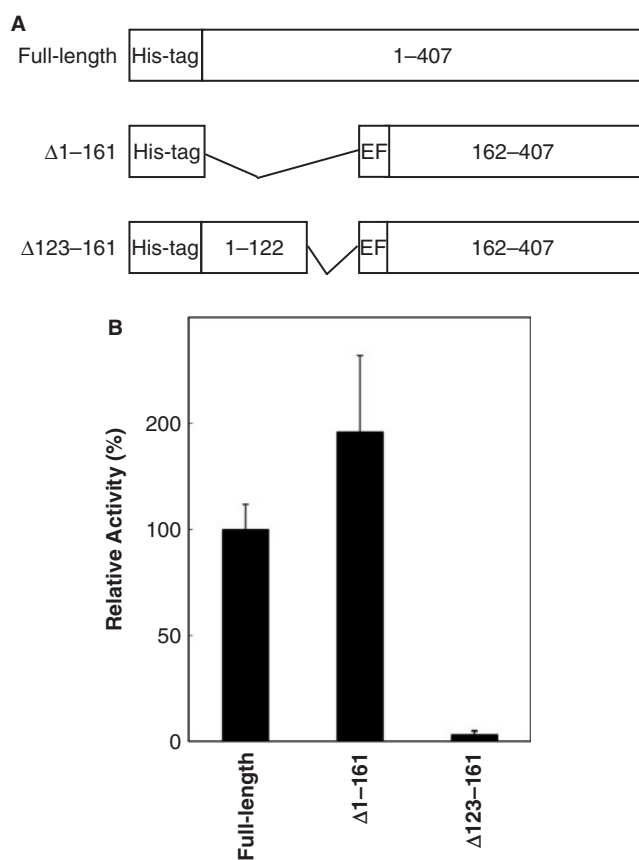 A
Full-length His-tag 1–407
Δ1–161 His-tag EF 162–407
Δ123–161 His-tag 1–122 EF 162–407
B
Relative Activity (%)
200
100
50
0
Full-length
Δ1–161
Δ123–161